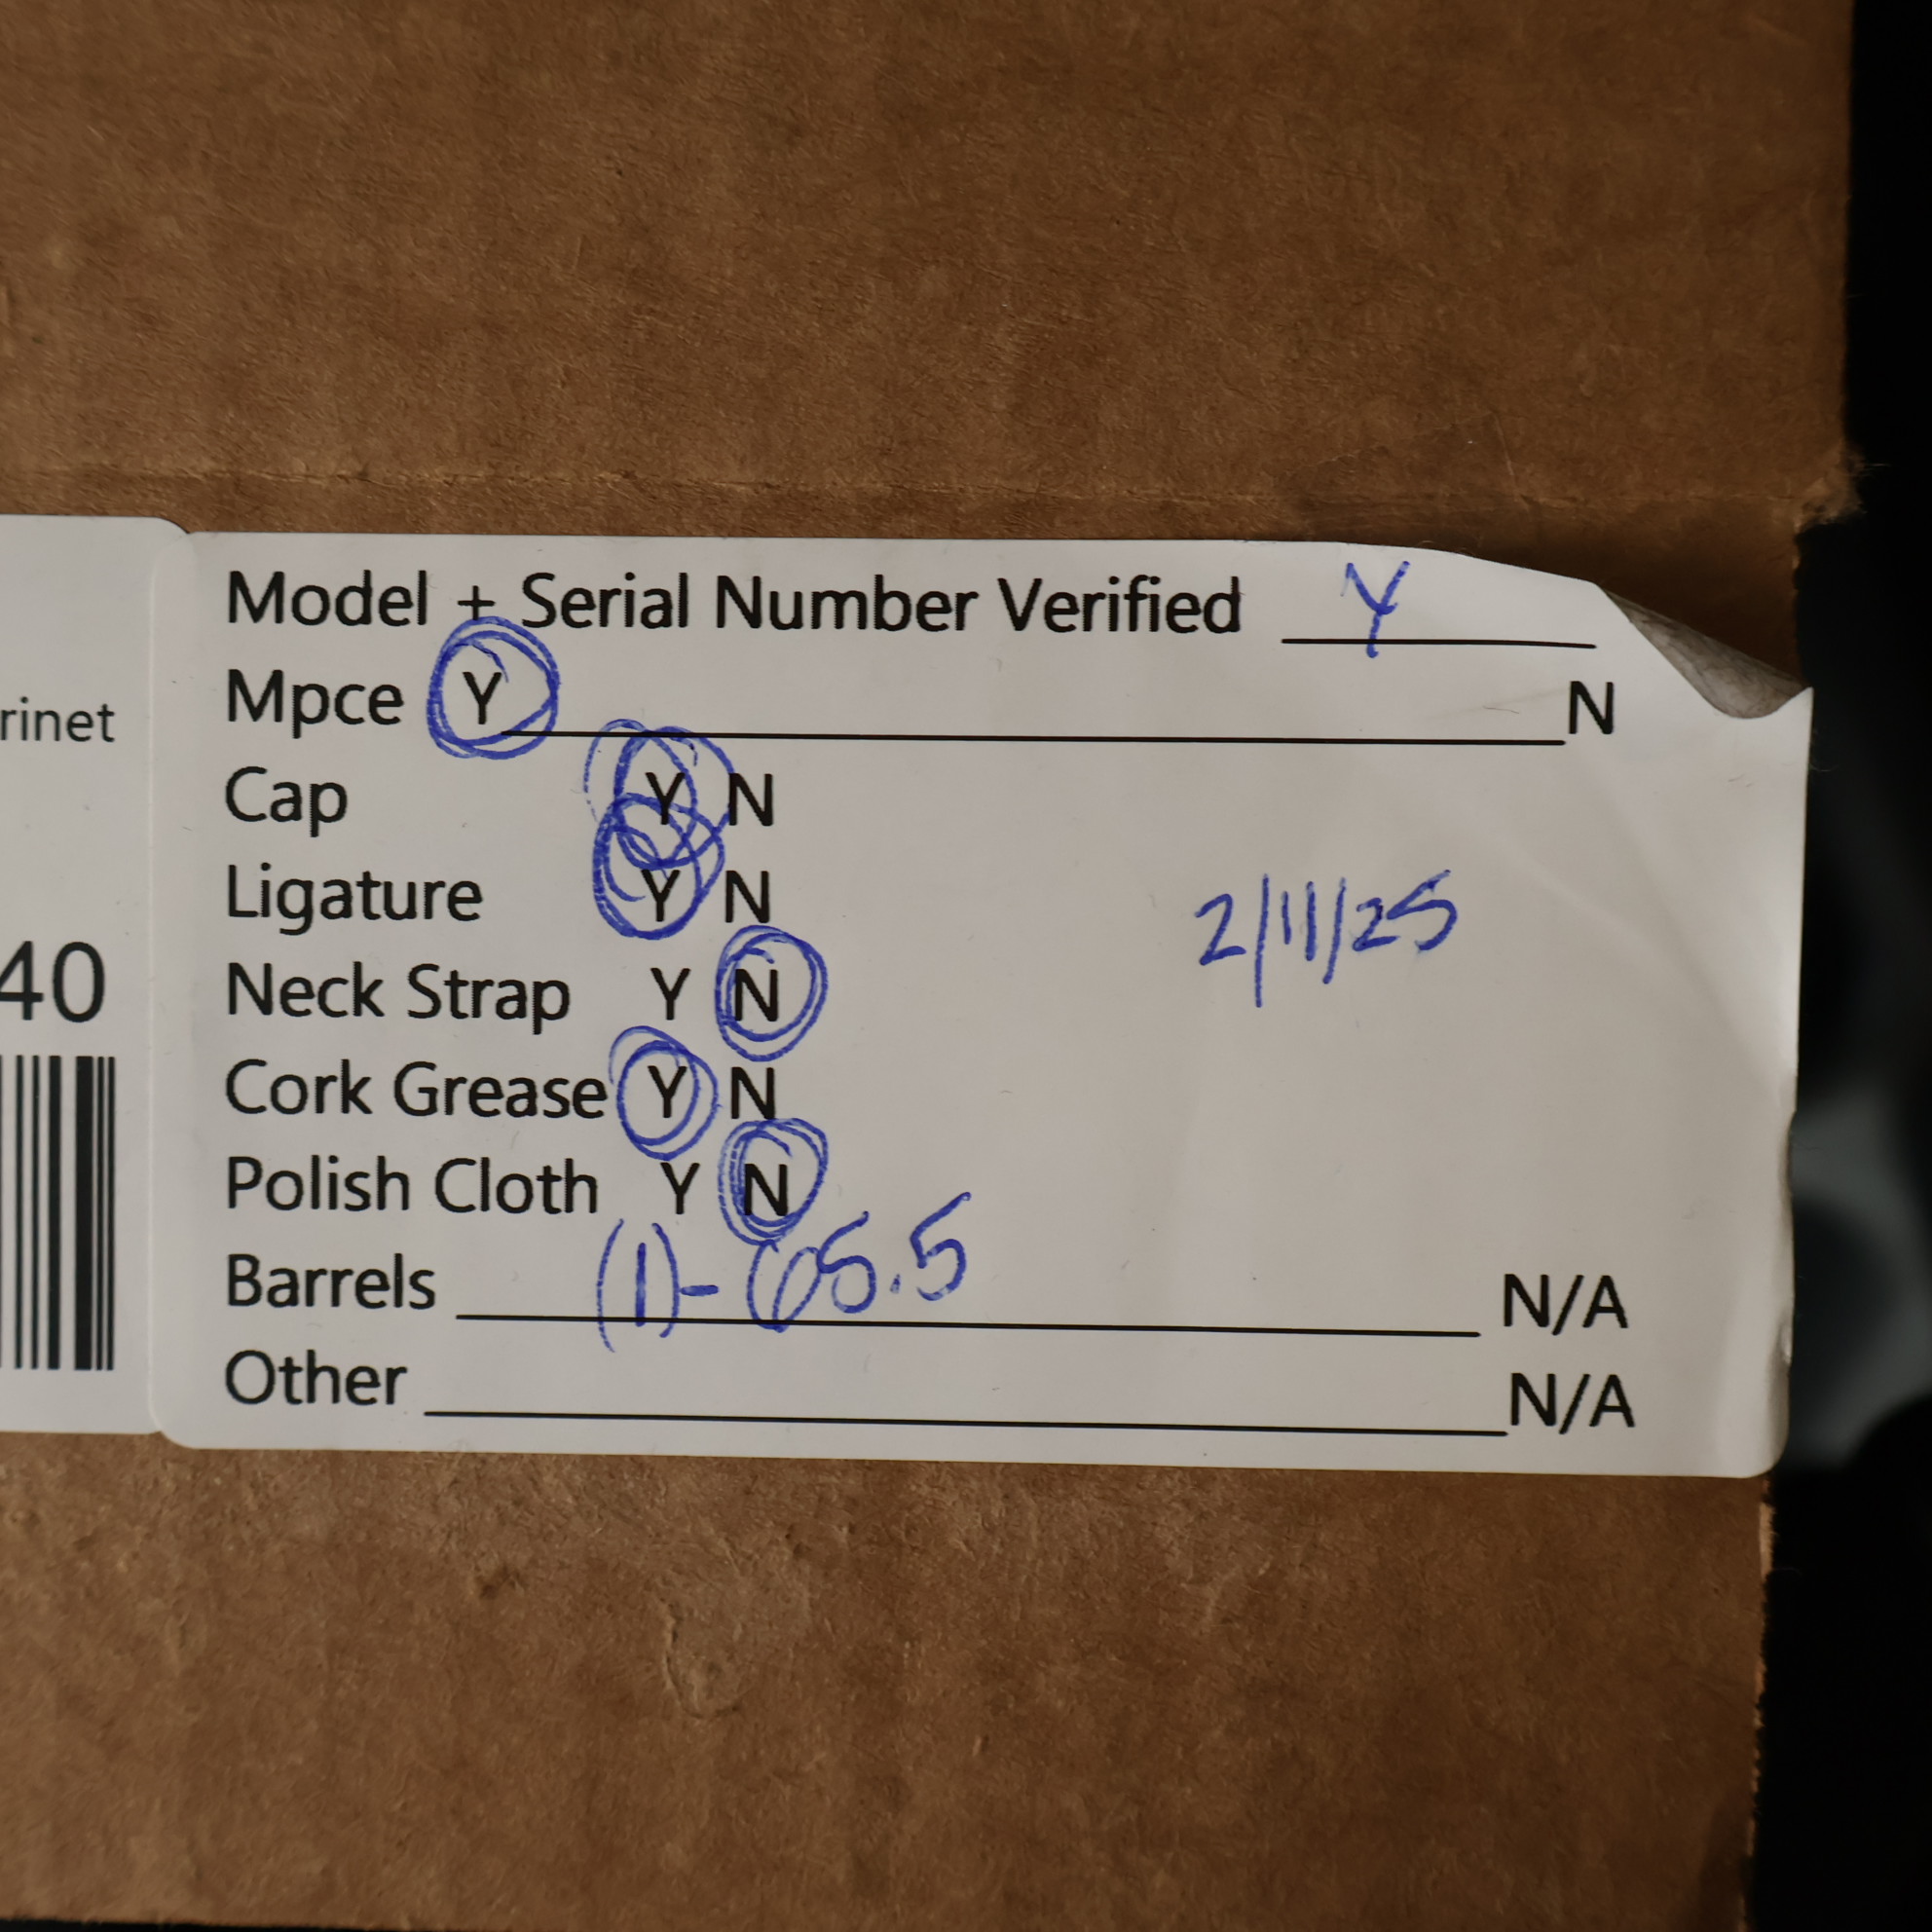 Model + Serial Number Verified Y
Mpce Y N
Cap Y N
Ligature Y N
2/11/25
Neck Strap Y N
Cork Grease Y N
Polish Cloth Y N
Barrels (1)- 65.5 N/A
Other N/A
rinet
40